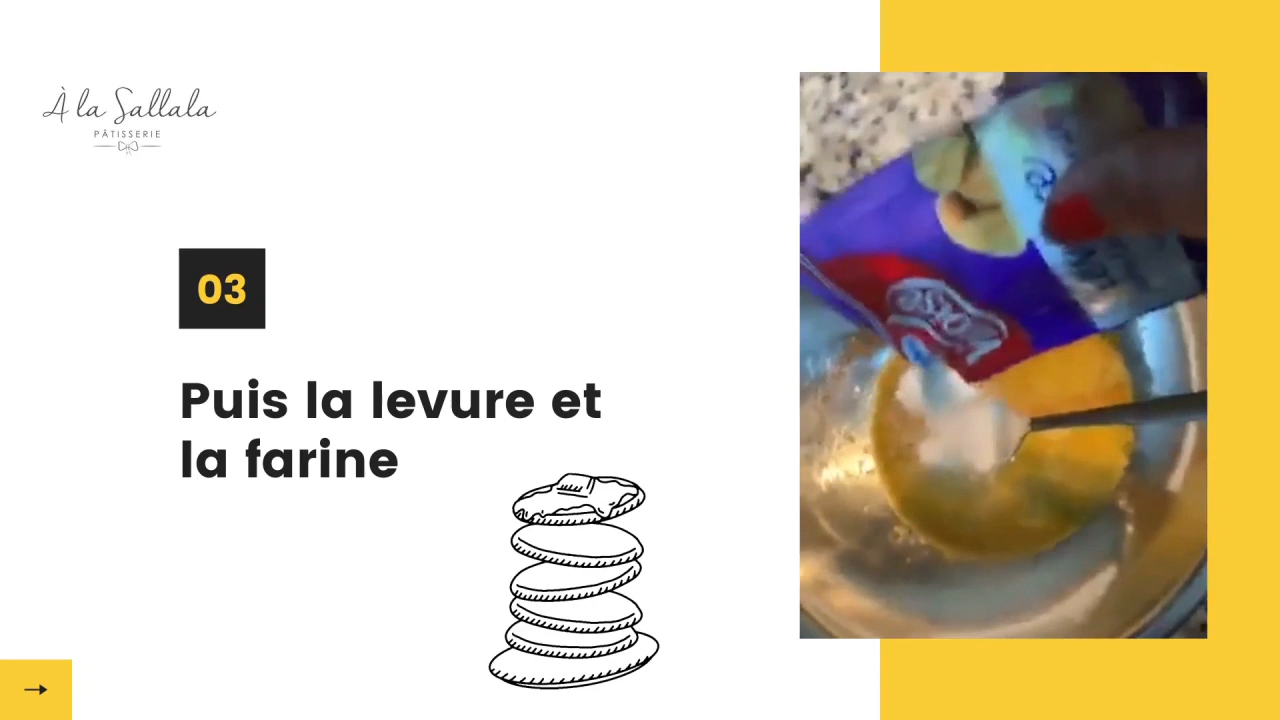 À la Sallala
PÂTISSERIE
03
Puis la levure et
la farine